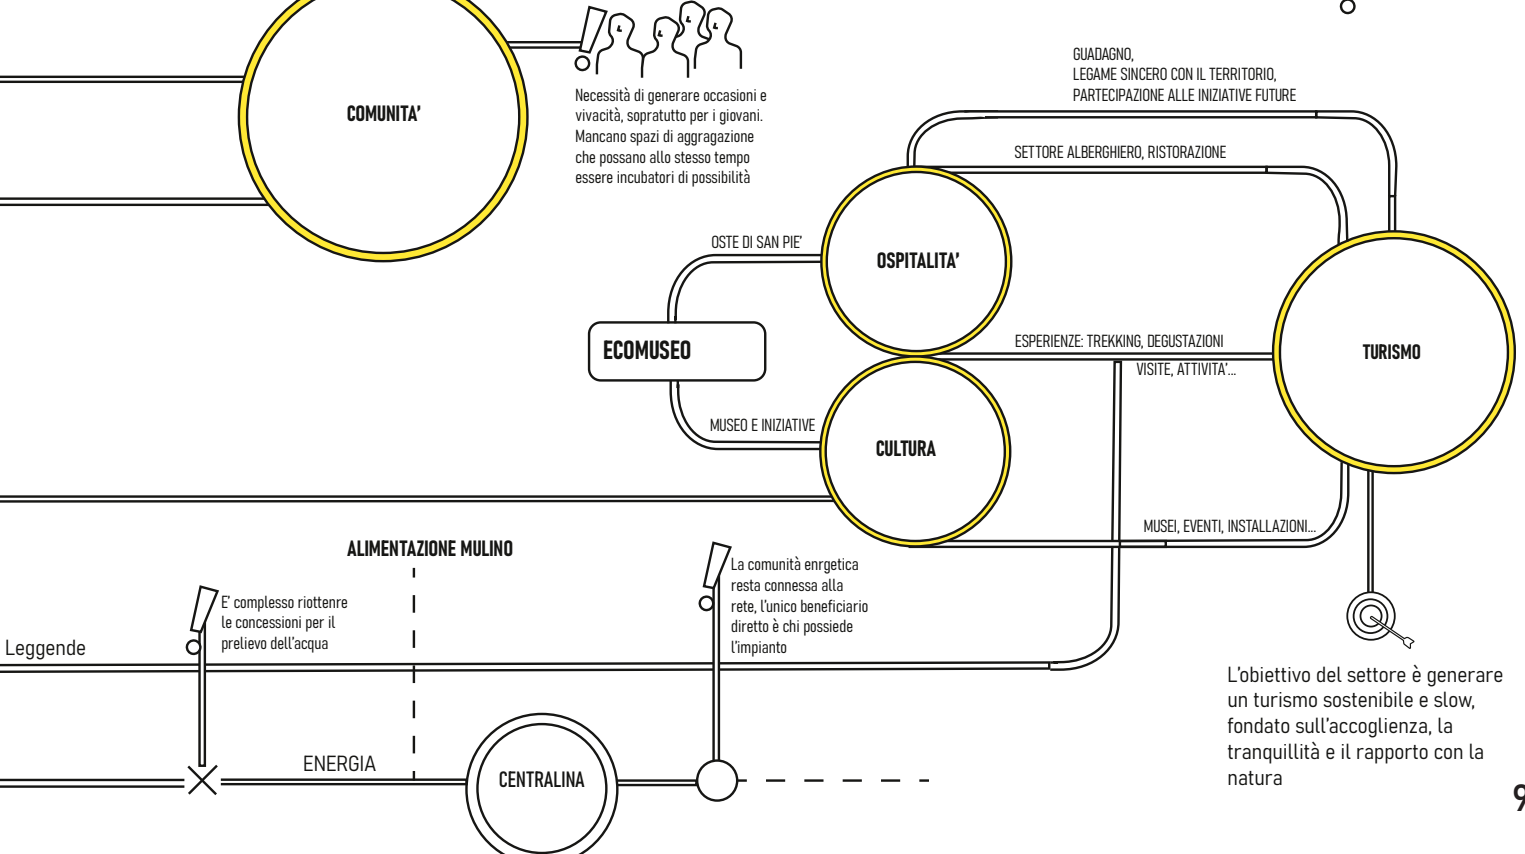 COMUNITA'
Necessità di generare occasioni e
vivacità, sopratutto per i giovani.
Mancano spazi di aggragazione
che possano allo stesso tempo
essere incubatori di possibilità
GUADAGNO,
LEGAME SINCERO CON IL TERRITORIO,
PARTECIPAZIONE ALLE INIZIATIVE FUTURE
SETTORE ALBERGHIERO, RISTORAZIONE
OSTE DI SAN PIE'
OSPITALITA'
ECOMUSEO
ESPERIENZE: TREKKING, DEGUSTAZIONI
VISITE, ATTIVITA'...
TURISMO
MUSEO E INIZIATIVE
CULTURA
MUSEI, EVENTI, INSTALLAZIONI...
ALIMENTAZIONE MULINO
E' complesso riottenre
le concessioni per il
prelievo dell'acqua
La comunità enrgetica
resta connessa alla
rete, l'unico beneficiario
diretto è chi possiede
l'impianto
Leggende
ENERGIA
CENTRALINA
L'obiettivo del settore è generare
un turismo sostenibile e slow,
fondato sull'accoglienza, la
tranquillità e il rapporto con la
natura
9